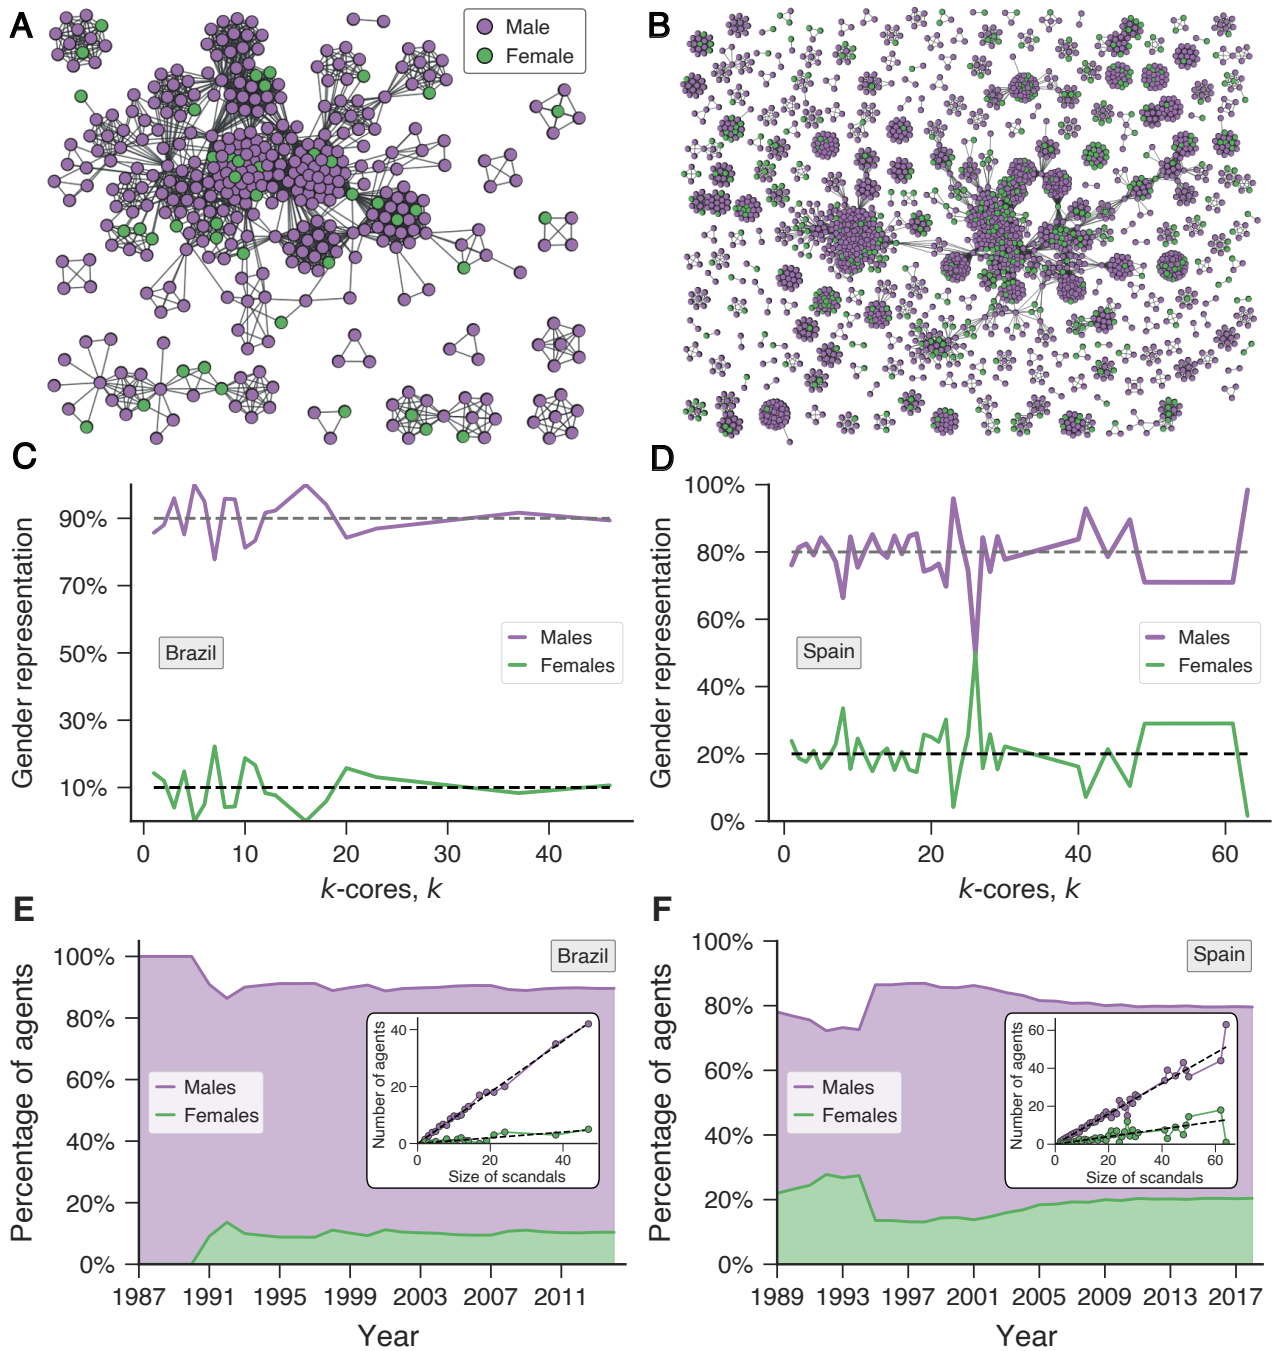 A
Male
Female
B
C
Gender representation
90%
70%
50%
30%
10%
Brazil
Males
Females
0
10
20
30
40
k-cores, k
D
Gender representation
100%
80%
60%
40%
20%
0%
Spain
Males
Females
0
20
40
60
k-cores, k
E
Percentage of agents
100%
80%
60%
40%
20%
0%
Brazil
Males
Females
Number of agents
40
20
0
0
20
40
Size of scandals
1987
1991
1995
1999
2003
2007
2011
Year
F
Percentage of agents
100%
80%
60%
40%
20%
0%
Spain
Males
Females
Number of agents
60
40
20
0
0
20
40
60
Size of scandals
1989
1993
1997
2001
2005
2009
2013
2017
Year